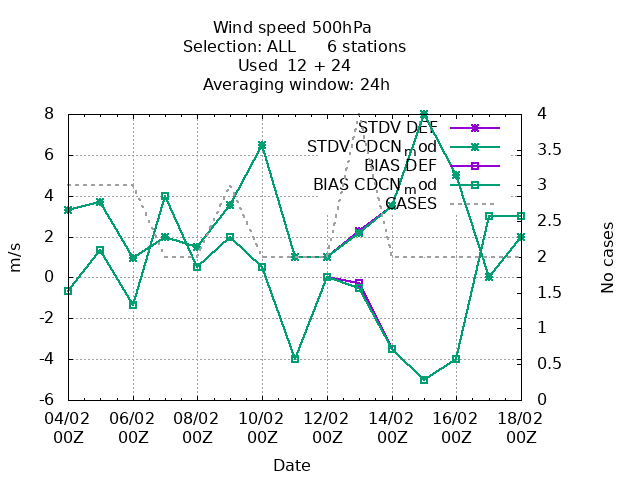 Wind speed 500hPa
Selection: ALL 6 stations
Used 12 + 24
Averaging window: 24h
8
6
4
2
0
-2
-4
-6
m/s
4
3.5
3
2.5
2
1.5
1
0.5
0
No cases
STDV DEF
STDV CDCN_mod
BIAS DEF
BIAS CDCN_mod
CASES
04/02 06/02 08/02 10/02 12/02 14/02 16/02 18/02
00Z 00Z 00Z 00Z 00Z 00Z 00Z 00Z
Date